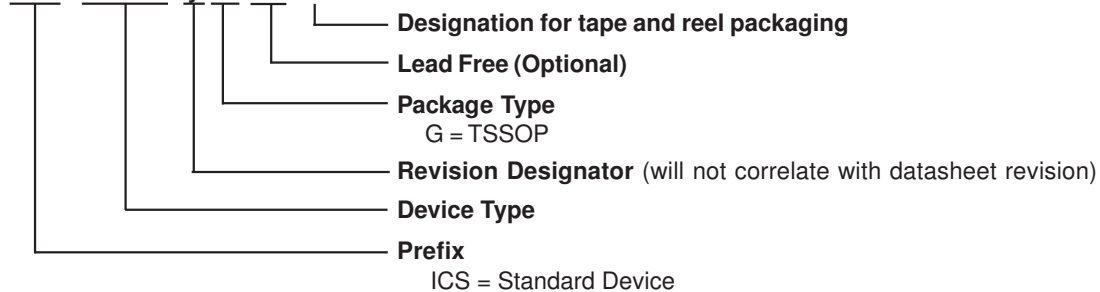 Designation for tape and reel packaging
Lead Free (Optional)
Package Type
G = TSSOP
Revision Designator (will not correlate with datasheet revision)
Device Type
Prefix
ICS = Standard Device